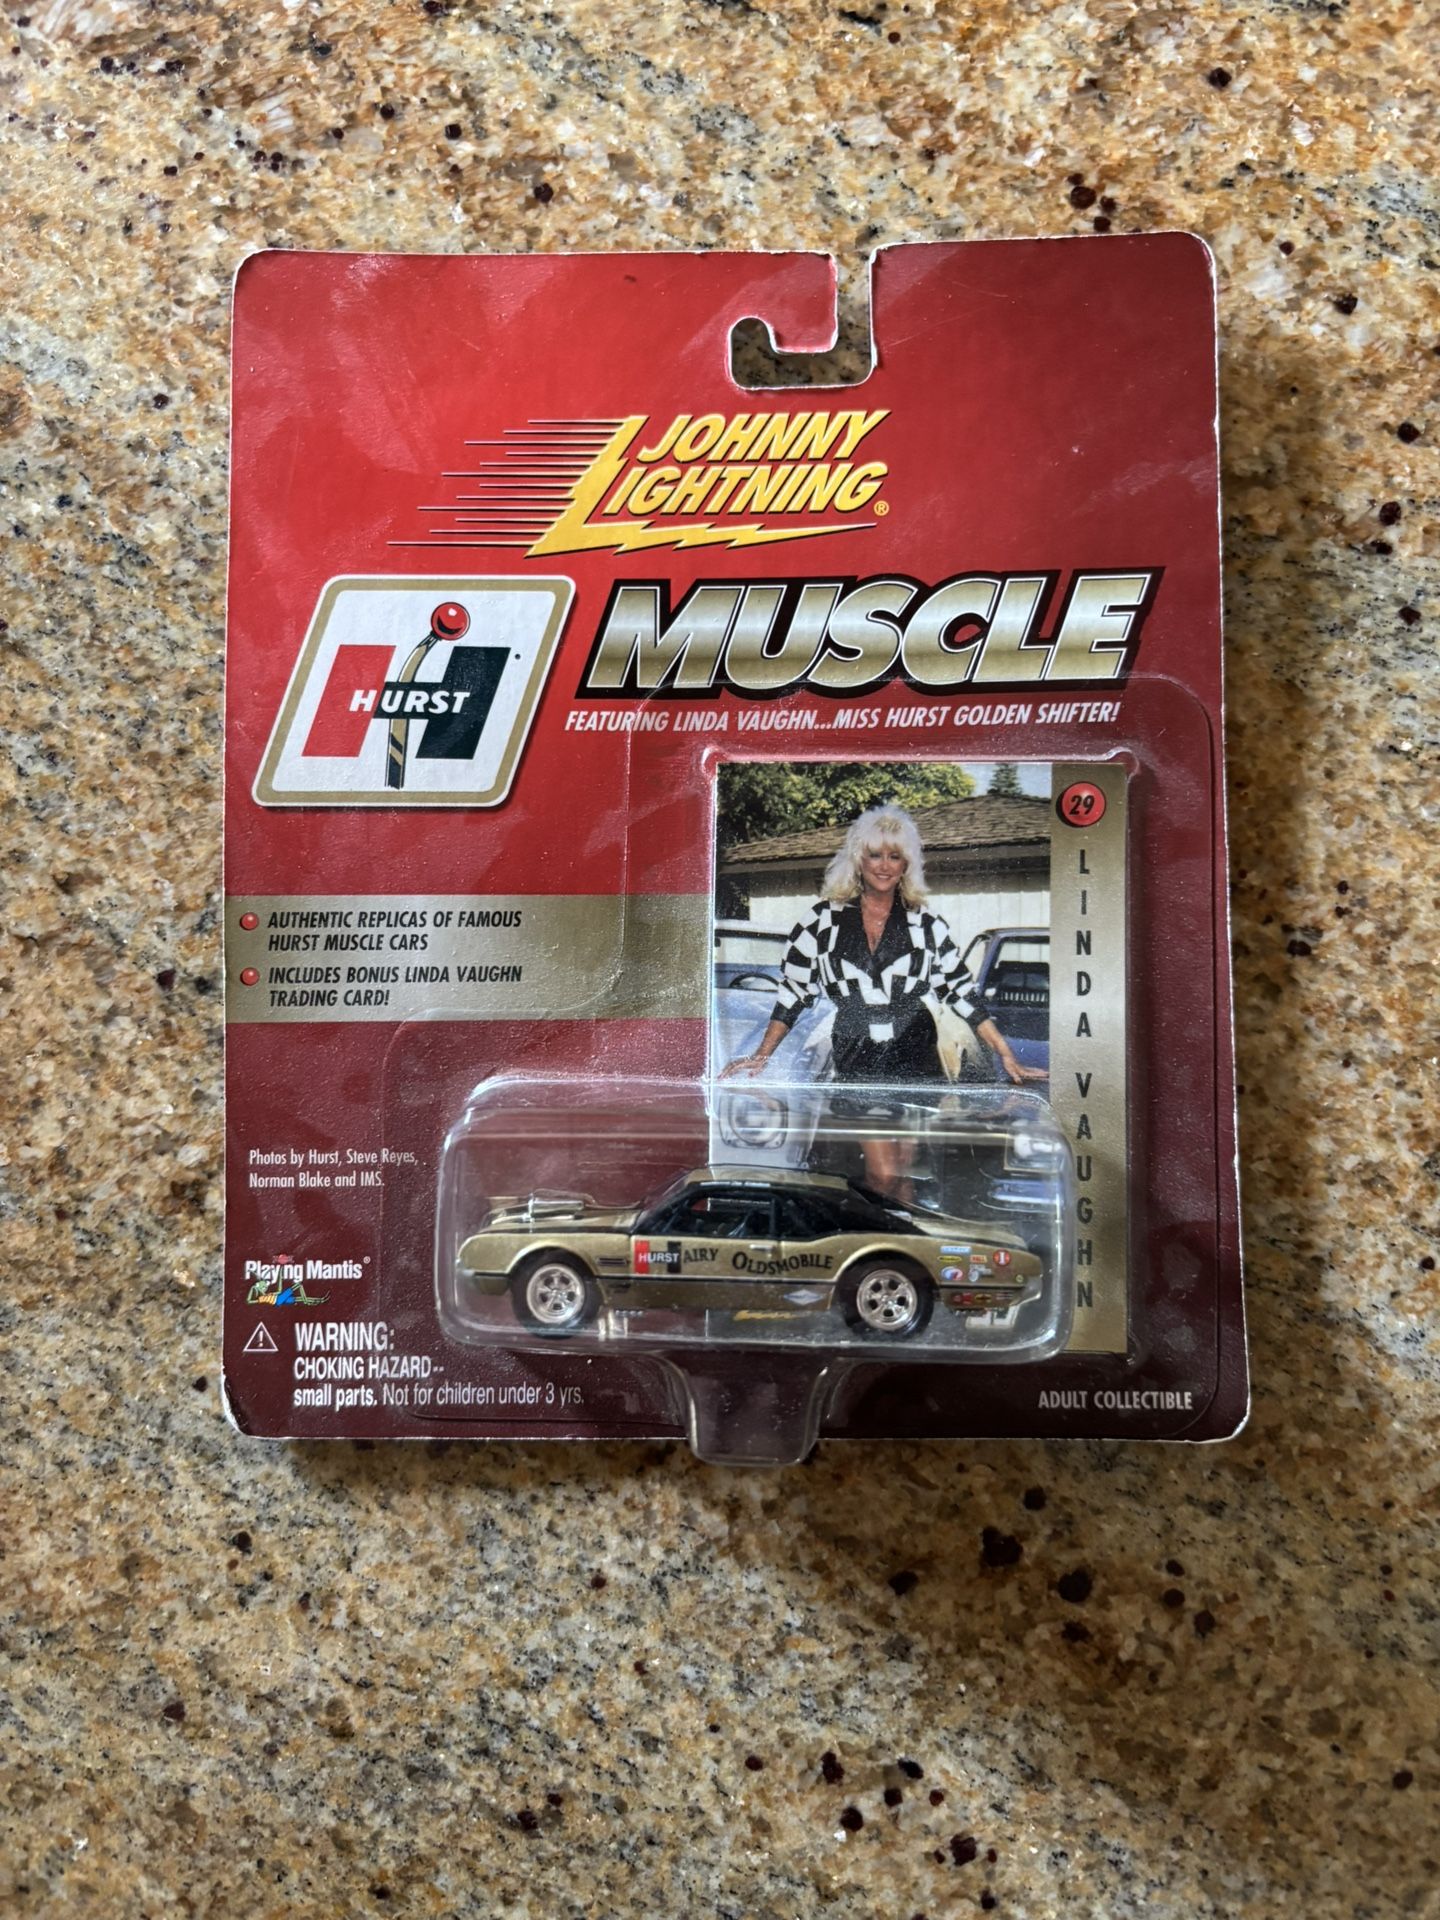 JOHNNY
LIGHTNING®
HURST
MUSCLE
FEATURING LINDA VAUGHN...MISS HURST GOLDEN SHIFTER!
29
LINDA VAUGHN
AUTHENTIC REPLICAS OF FAMOUS
HURST MUSCLE CARS
INCLUDES BONUS LINDA VAUGHN
TRADING CARD!
Photos by Hurst, Steve Reyes,
Norman Blake and IMS.
HURST AIRY OLDSMOBILE
Playing Mantis®
WARNING:
CHOKING HAZARD--
small parts. Not for children under 3 yrs.
ADULT COLLECTIBLE